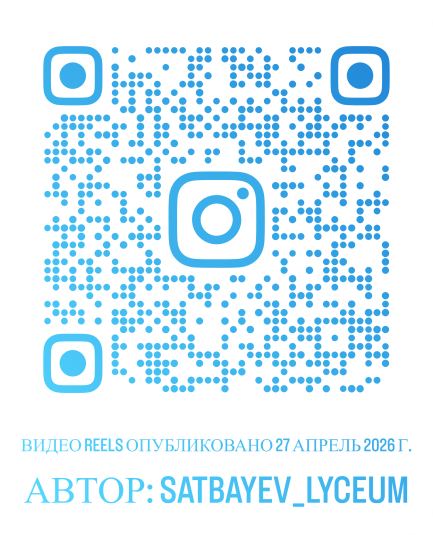 ВИДЕО REELS ОПУБЛИКОВАНО 27 АПРЕЛЬ 2026 Г.
АВТОР: SATBAYEV_LYCEUM